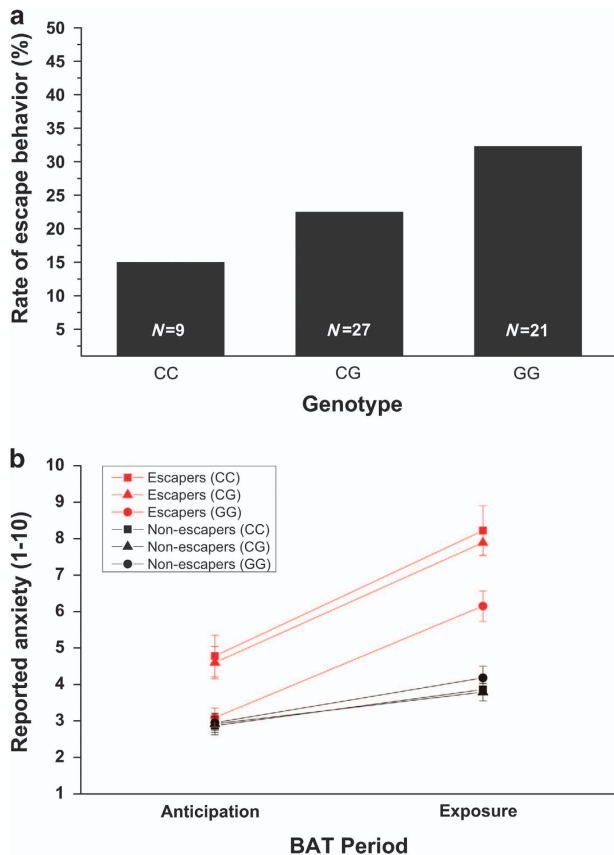 a
Rate of escape behavior (%)
50
45
40
35
30
25
20
15
10
5
N=9
N=27
N=21
CC
CG
GG
Genotype
b
Reported anxiety (1-10)
10
9
8
7
6
5
4
3
2
1
Escapers (CC)
Escapers (CG)
Escapers (GG)
Non-escapers (CC)
Non-escapers (CG)
Non-escapers (GG)
Anticipation
Exposure
BAT Period